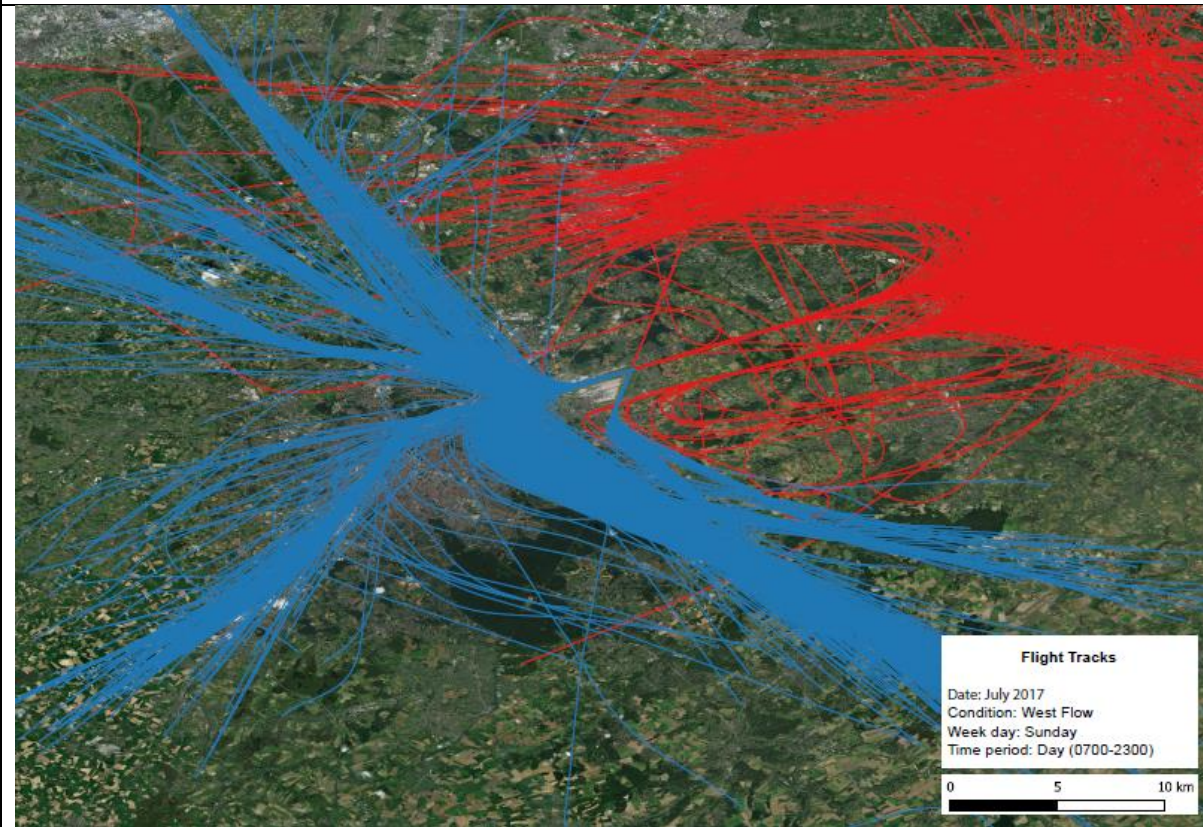 Flight Tracks
Date: July 2017
Condition: West Flow
Week day: Sunday
Time period: Day (0700-2300)
0 5 10 km